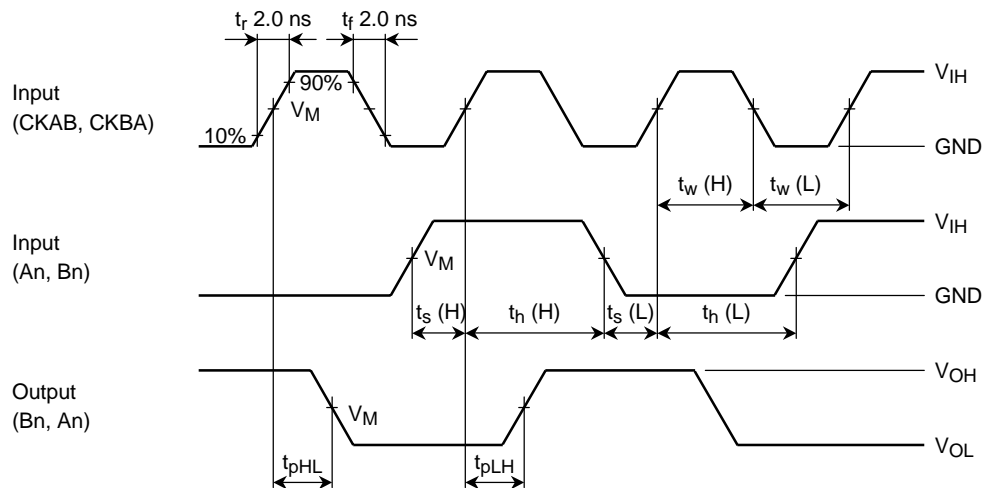 tr 2.0 ns tf 2.0 ns
Input
(CKAB, CKBA)
90%
VM
10%
VIH
GND
tw (H) tw (L)
Input
(An, Bn)
VM
VIH
GND
ts (H) th (H) ts (L) th (L)
Output
(Bn, An)
VM
VOH
VOL
tpHL tpLH